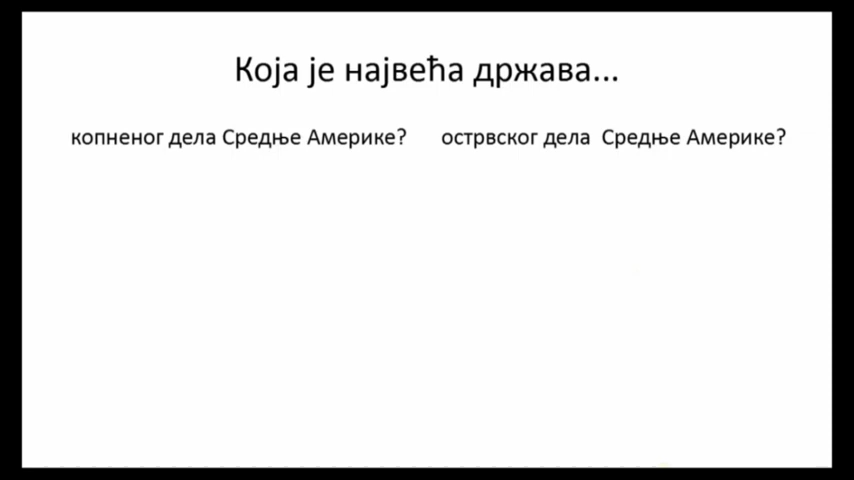 Која је највећа држава...
копненог дела Средње Америке?
острвског дела Средње Америке?